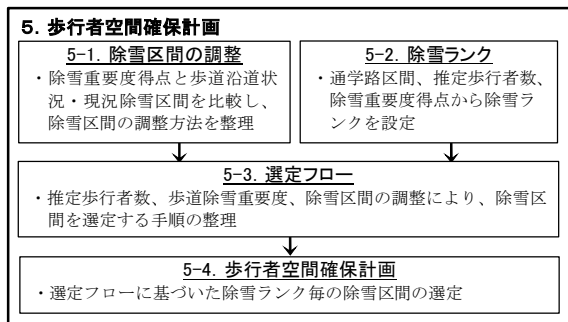 5．歩行者空間確保計画
5-1．除雪区間の調整
・除雪重要度得点と歩道沿道状
況・現況除雪区間を比較し、
除雪区間の調整方法を整理
5-2．除雪ランク
・通学路区間、推定歩行者数、
除雪重要度得点から除雪ラ
ンクを設定
5-3．選定フロー
・推定歩行者数、歩道除雪重要度、除雪区間の調整により、除雪区
間を選定する手順の整理
5-4．歩行者空間確保計画
・選定フローに基づいた除雪ランク毎の除雪区間の選定